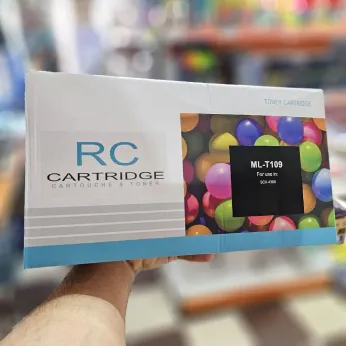 TONER CARTRIDGE
RC
CARTRIDGE
CARTOUCHE & TONER
ML-T109
For use in: